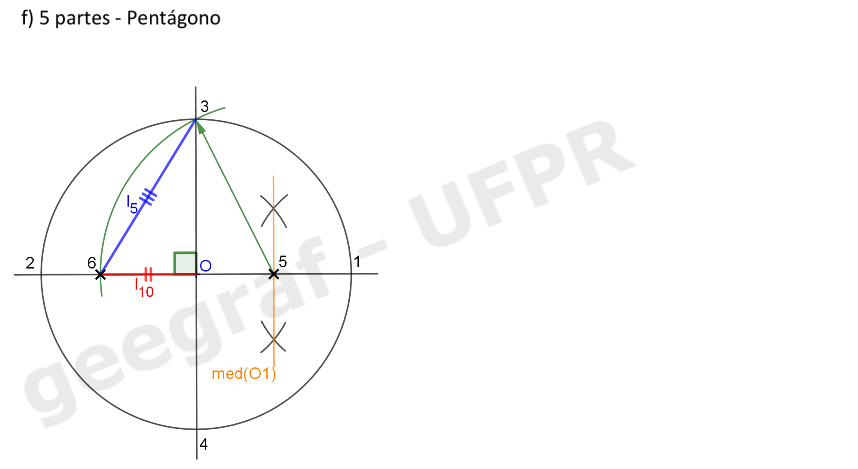 f) 5 partes - Pentágono
3
l5
2
6
O
5
1
l10
med(O1)
4
geegraf - UFPR